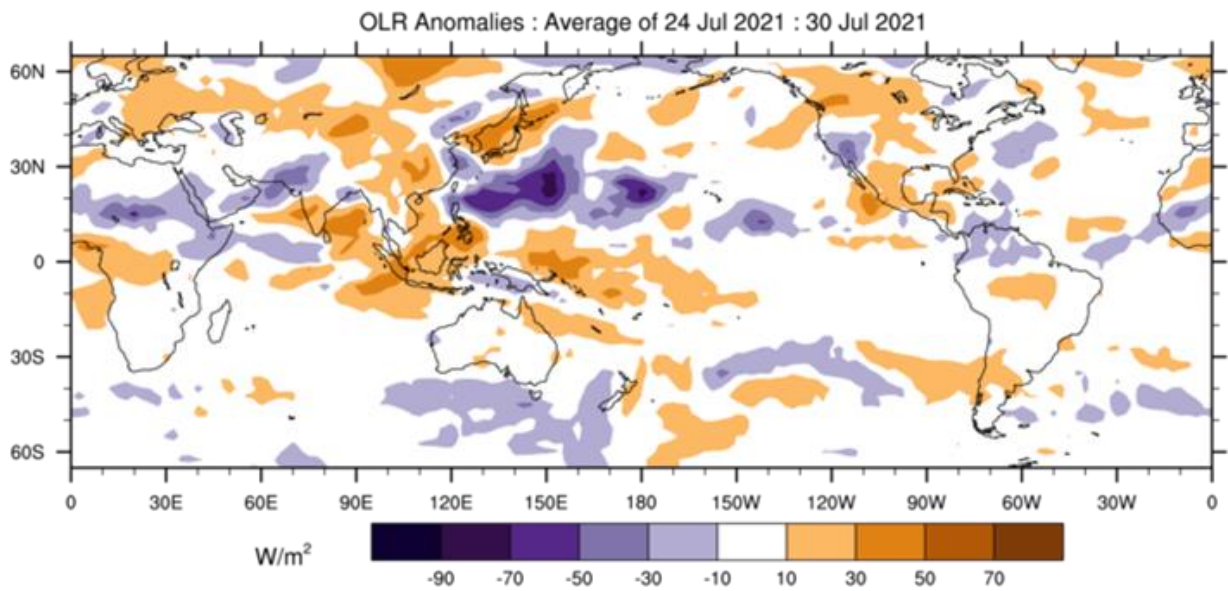 OLR Anomalies : Average of 24 Jul 2021 : 30 Jul 2021
60N
30N
0
30S
60S
0 30E 60E 90E 120E 150E 180 150W 120W 90W 60W 30W 0
W/m²
-90 -70 -50 -30 -10 10 30 50 70